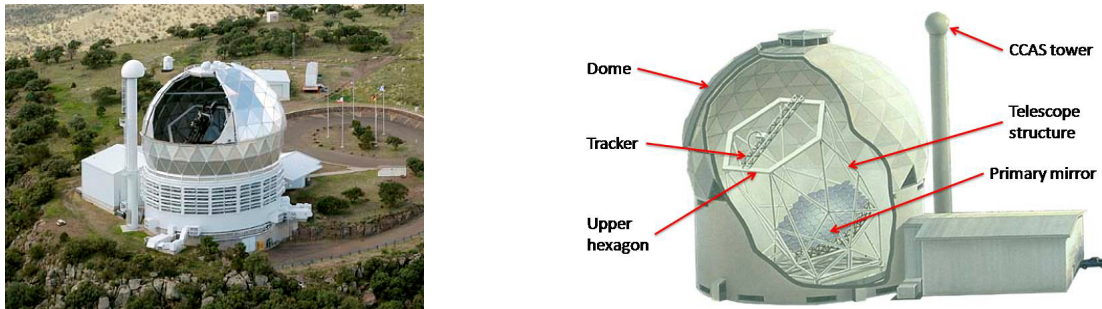 CCAS tower
Dome
Telescope
structure
Tracker
Primary mirror
Upper
hexagon